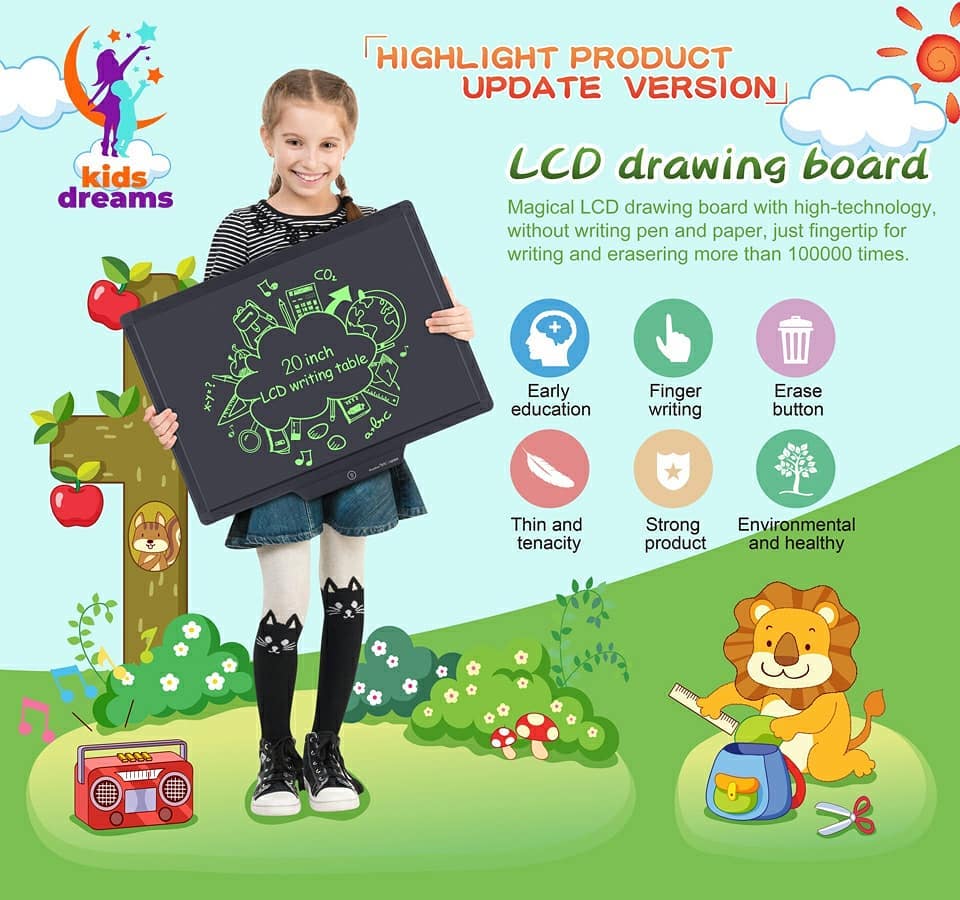 「HIGHLIGHT PRODUCT
UPDATE VERSION」
kids
dreams
LCD drawing board
Magical LCD drawing board with high-technology,
without writing pen and paper, just fingertip for
writing and erasering more than 100000 times.
CO2
20 inch
LCD writing table
x-y=?
a+b=c
Early
education
Finger
writing
Erase
button
Thin and
tenacity
Strong
product
Environmental
and healthy